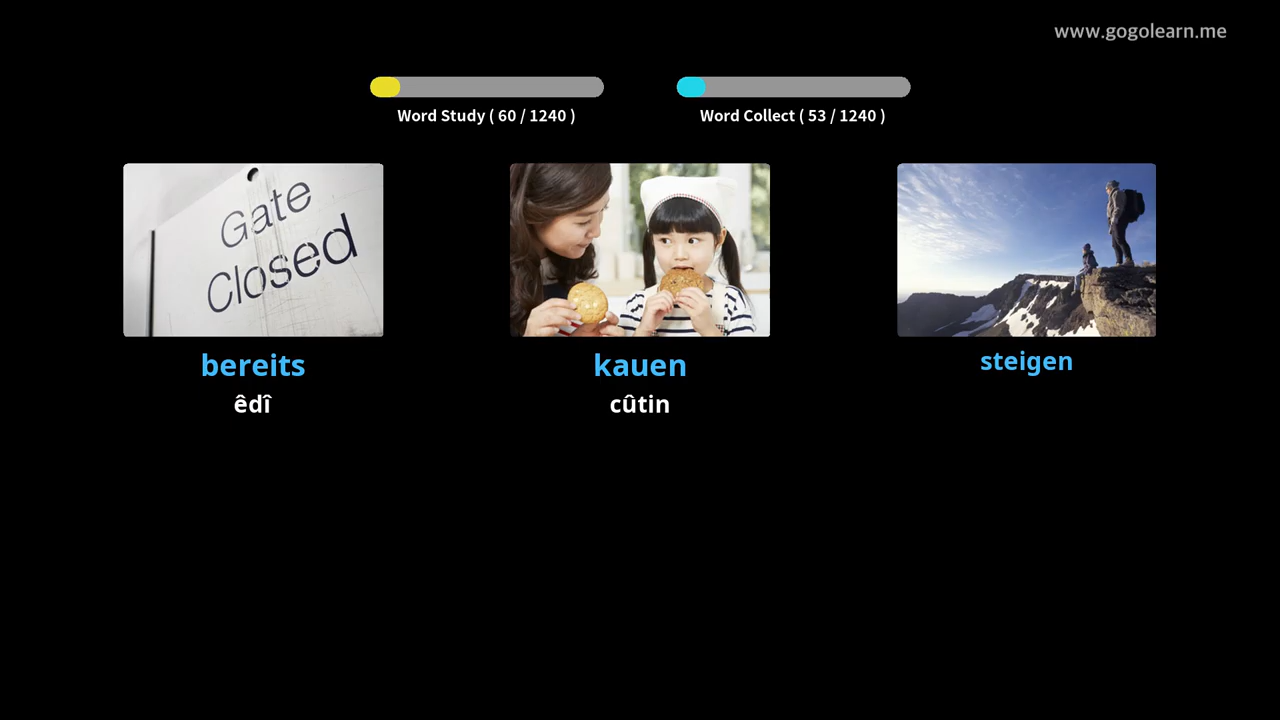 www.gogolearn.me
Word Study ( 60 / 1240 )
Word Collect ( 53 / 1240 )
Gate
Closed
bereits
kauen
steigen
êdî
cûtin